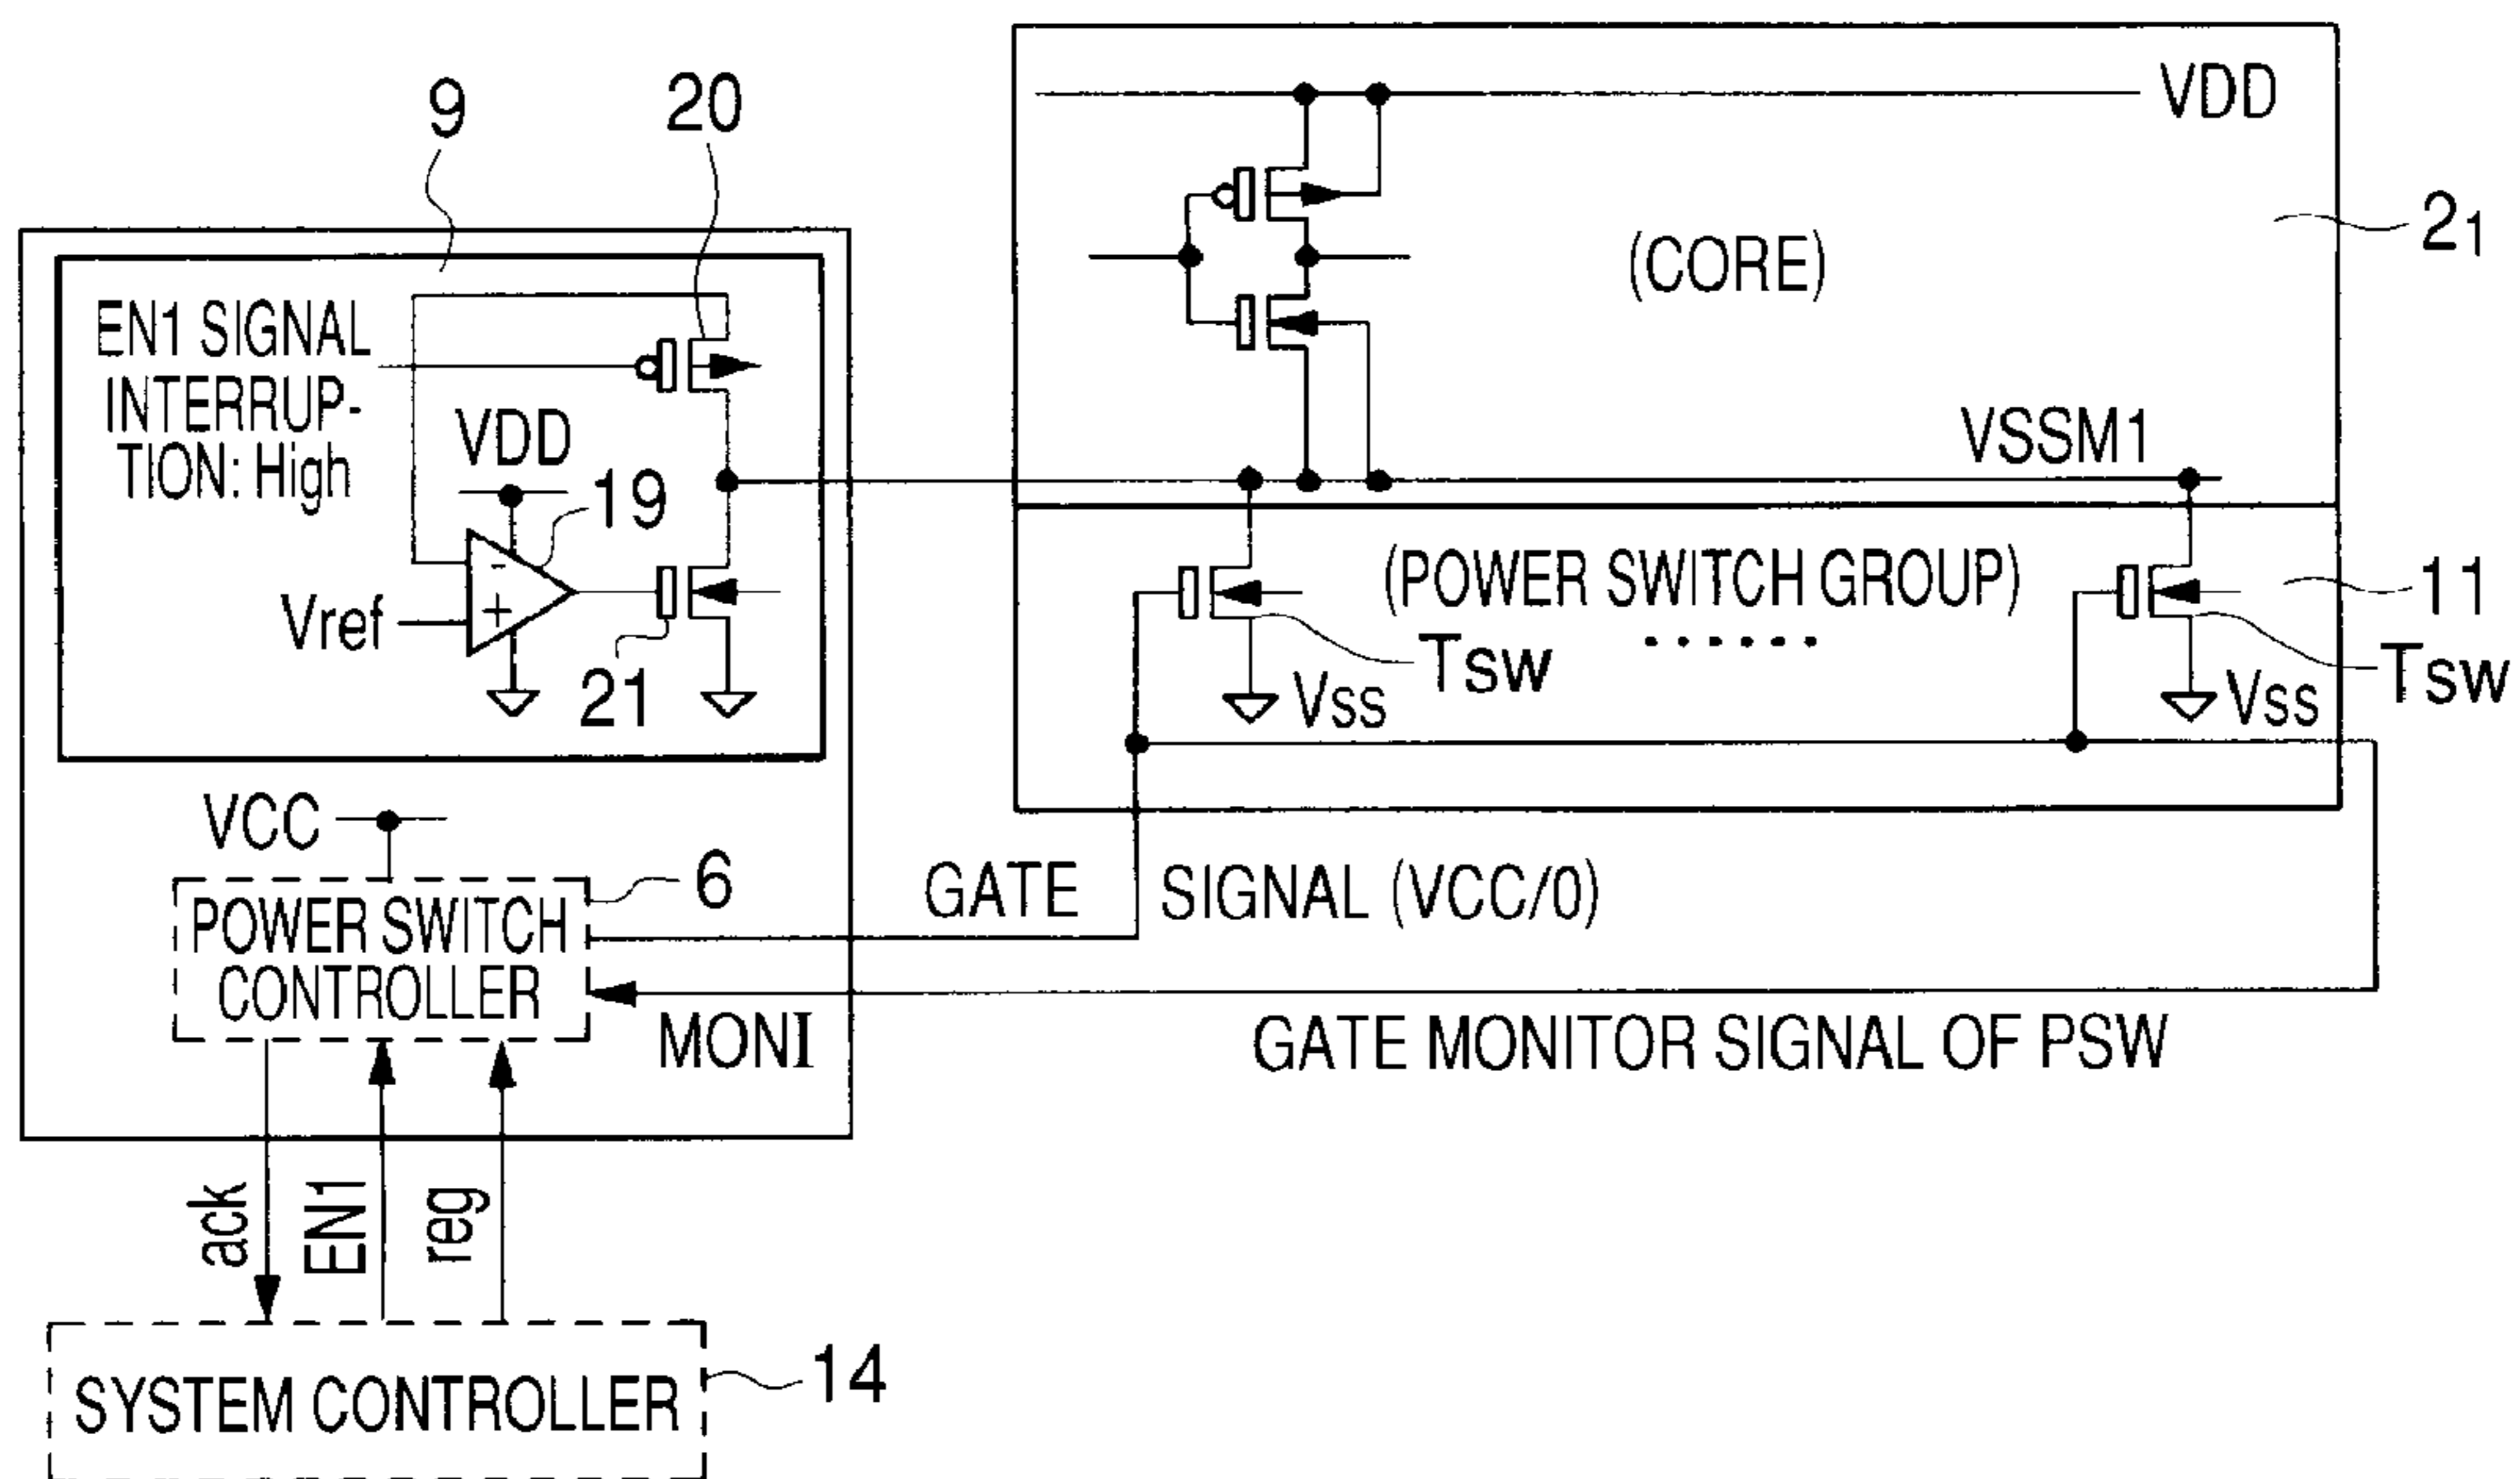 9
20
EN1 SIGNAL
INTERRUP-
TION: High
VDD
19
-
+
Vref
21
VCC
6
POWER SWITCH
CONTROLLER
MONI
ack
EN1
reg
SYSTEM CONTROLLER
14
VDD
21
(CORE)
VSSM1
(POWER SWITCH GROUP)
11
Tsw
......
Tsw
Vss
Vss
GATE SIGNAL (VCC/0)
GATE MONITOR SIGNAL OF PSW